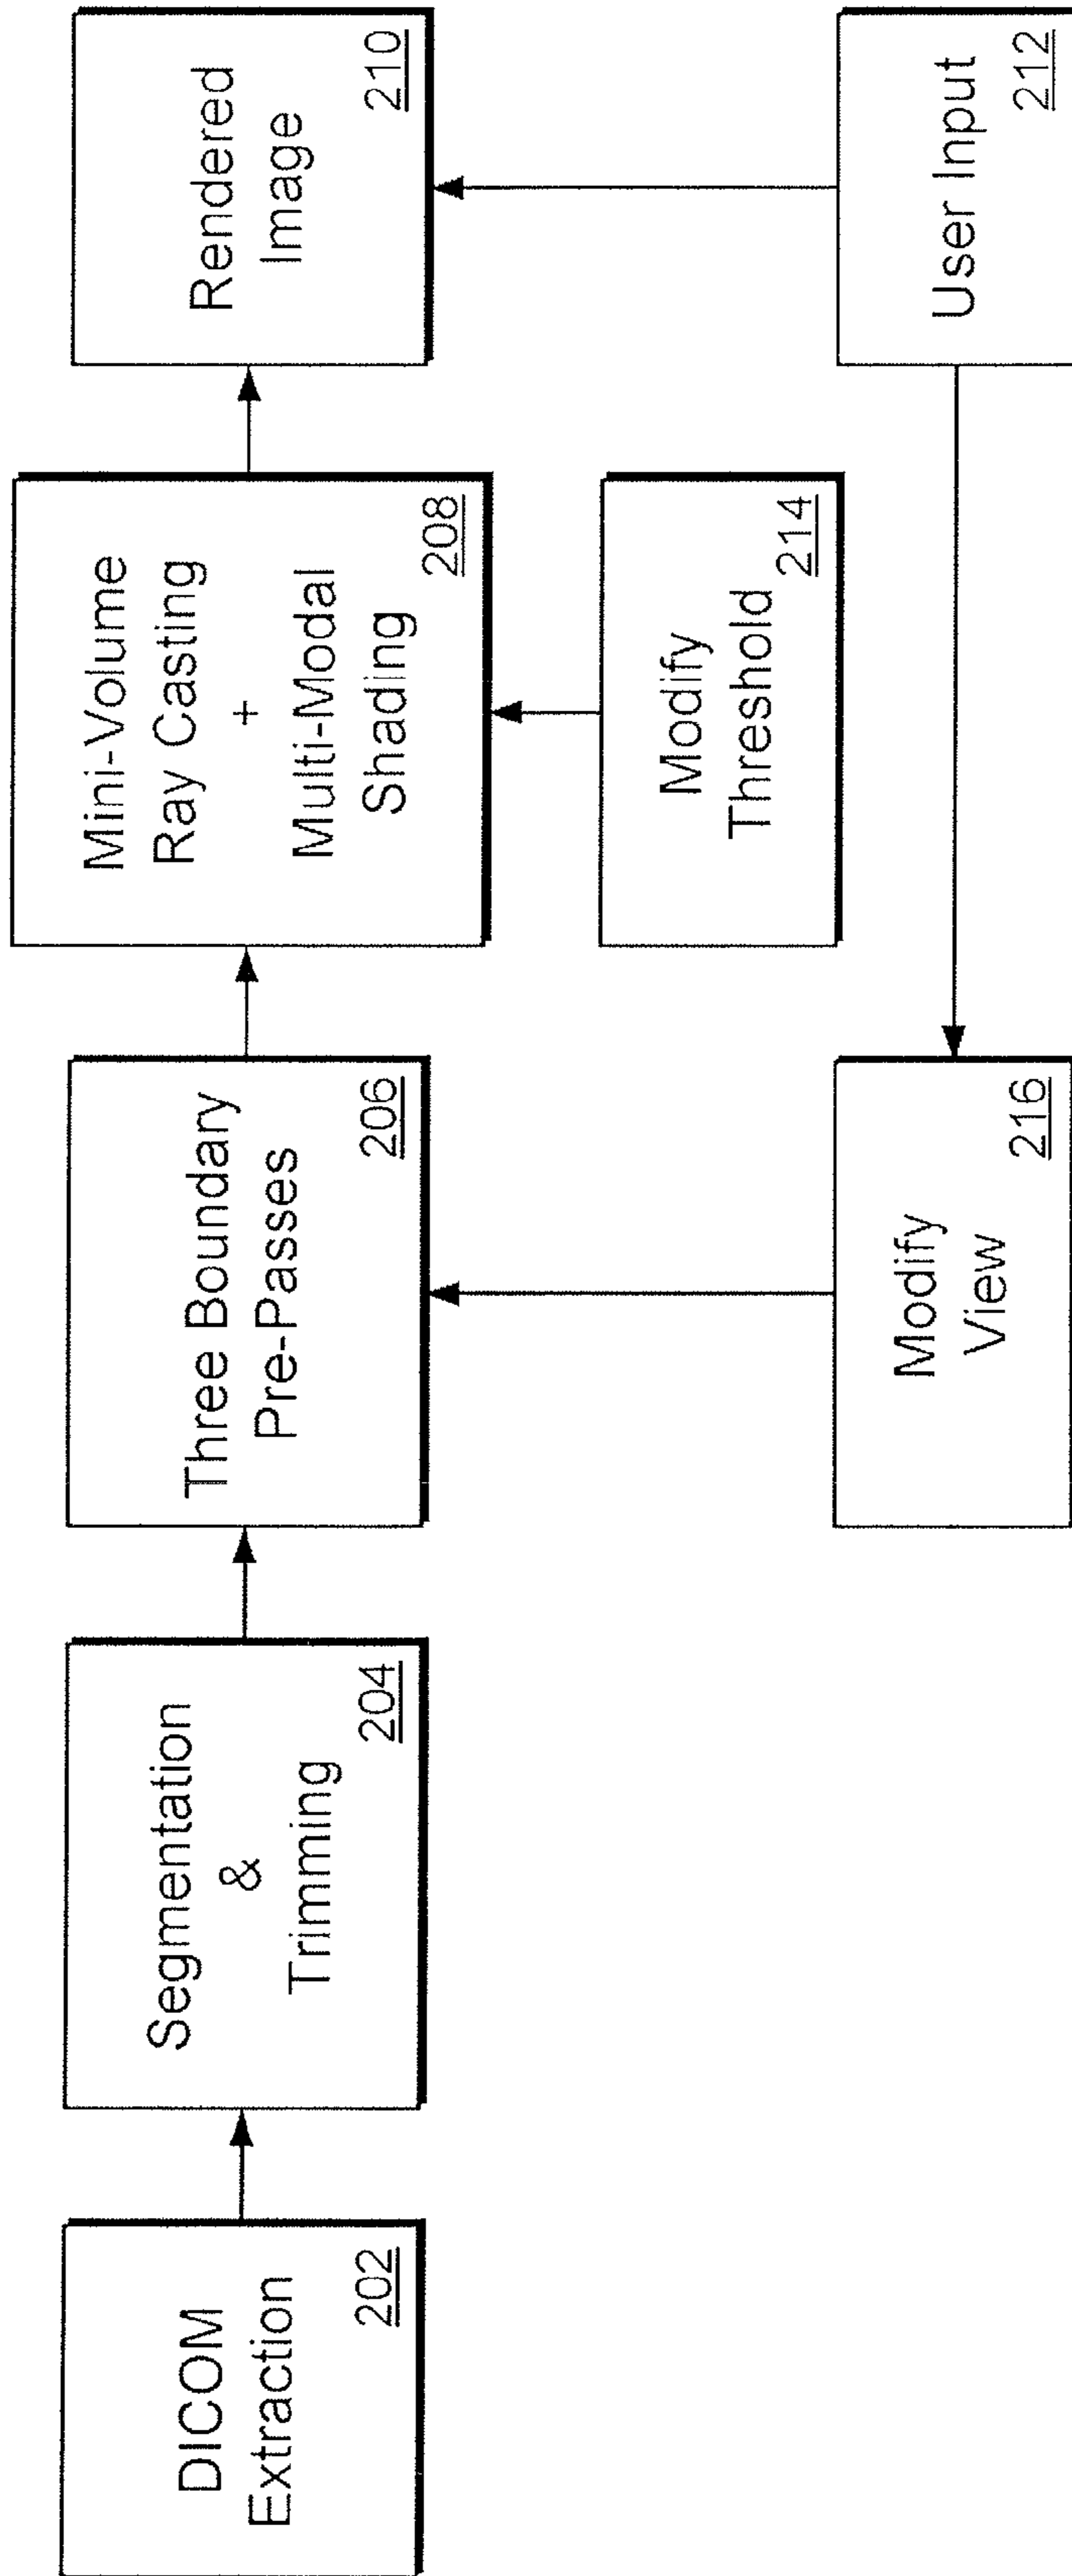 DICOM
Extraction
202
Segmentation
&
Trimming
204
Three Boundary
Pre-Passes
206
Mini-Volume
Ray Casting
+
Multi-Modal
Shading
208
Rendered
Image
210
Modify
View
216
Modify
Threshold
214
User Input
212